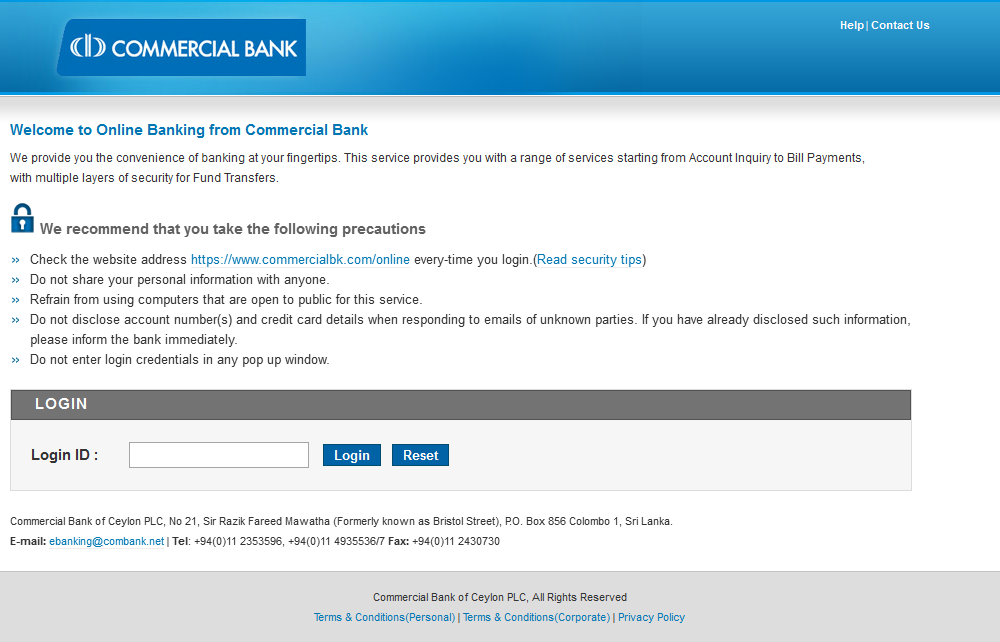 COMMERCIAL BANK
Help| Contact Us
Welcome to Online Banking from Commercial Bank
We provide you the convenience of banking at your fingertips. This service provides you with a range of services starting from Account Inquiry to Bill Payments,
with multiple layers of security for Fund Transfers.
We recommend that you take the following precautions
» Check the website address https://www.commercialbk.com/online every-time you login.(Read security tips)
» Do not share your personal information with anyone.
» Refrain from using computers that are open to public for this service.
» Do not disclose account number(s) and credit card details when responding to emails of unknown parties. If you have already disclosed such information,
please inform the bank immediately.
» Do not enter login credentials in any pop up window.
LOGIN
Login ID : Login Reset
Commercial Bank of Ceylon PLC, No 21, Sir Razik Fareed Mawatha (Formerly known as Bristol Street), P.O. Box 856 Colombo 1, Sri Lanka.
E-mail: ebanking@combank.net | Tel: +94(0)11 2353596, +94(0)11 4935536/7 Fax: +94(0)11 2430730
Commercial Bank of Ceylon PLC, All Rights Reserved
Terms & Conditions(Personal) | Terms & Conditions(Corporate) | Privacy Policy